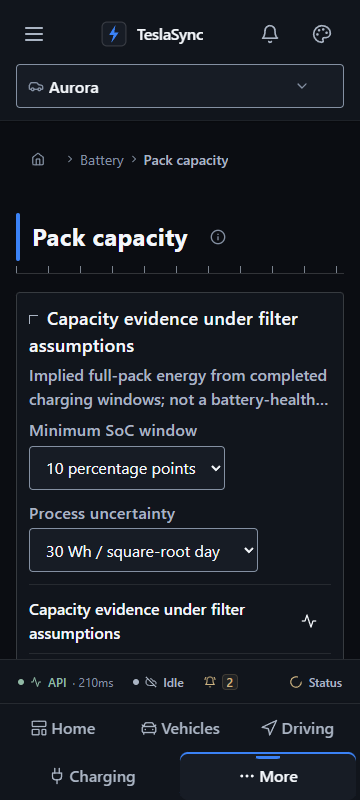 TeslaSync
Aurora
Battery
Pack capacity
Pack capacity
Capacity evidence under filter
assumptions
Implied full-pack energy from completed
charging windows; not a battery-health...
Minimum SoC window
10 percentage points
Process uncertainty
30 Wh / square-root day
Capacity evidence under filter
assumptions
API · 210ms
Idle
2
Status
Home
Vehicles
Driving
Charging
More